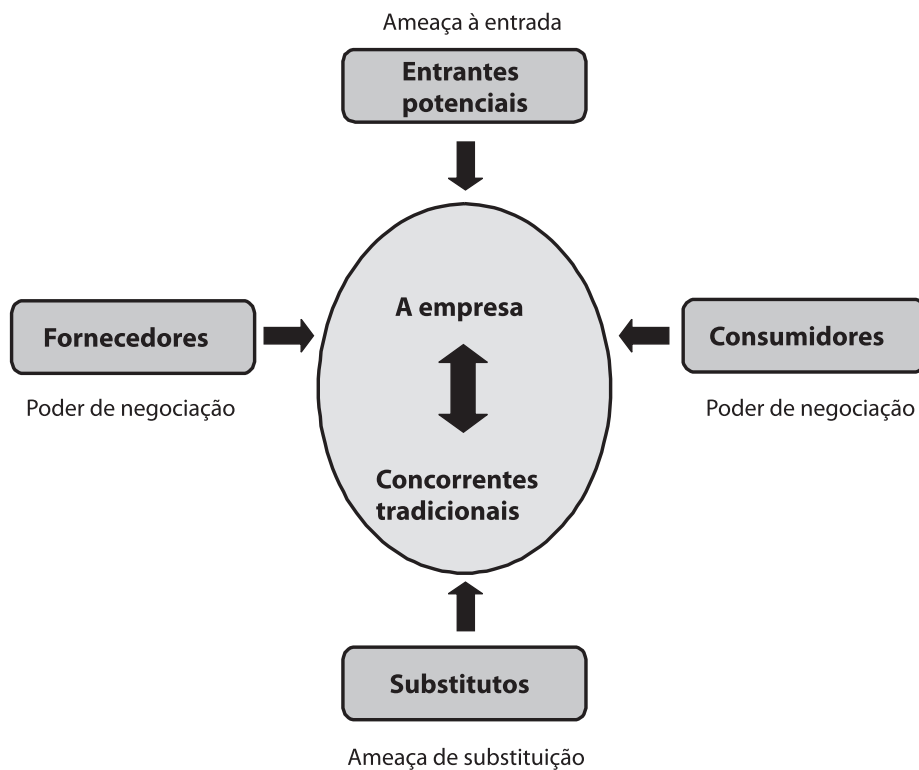 Ameaça à entrada
Entrantes
potenciais
A empresa
Fornecedores
Consumidores
Poder de negociação
Poder de negociação
Concorrentes
tradicionais
Substitutos
Ameaça de substituição